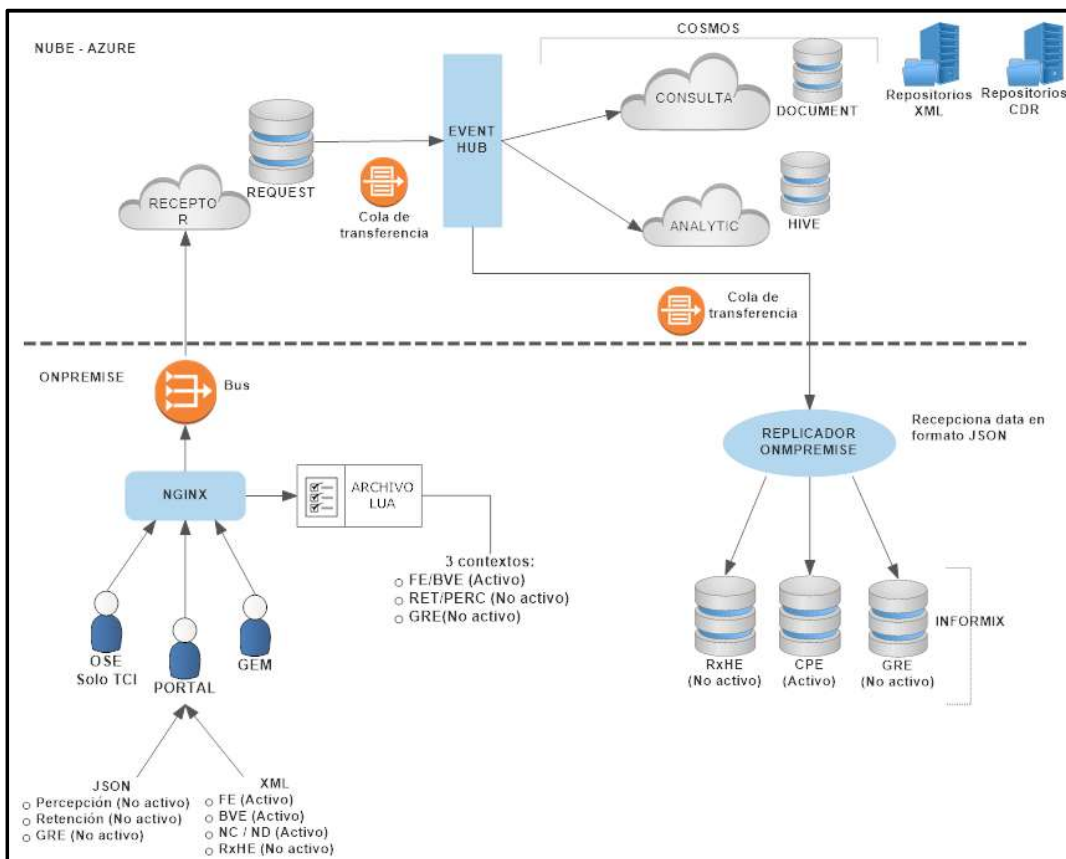 NUBE - AZURE
COSMOS
CONSULTA
DOCUMENT
Repositorios
XML
Repositorios
CDR
EVENT
HUB
REQUEST
Cola de
transferencia
RECEPTO
R
ANALYTIC
HIVE
Cola de
transferencia
ONPREMISE
Bus
NGINX
ARCHIVO
LUA
REPLICADOR
ONMPREMISE
Recepciona data en
formato JSON
3 contextos:
FE/BVE (Activo)
RET/PERC (No activo)
GRE(No activo)
OSE
Solo TCI
PORTAL
GEM
RxHE
(No activo)
CPE
(Activo)
GRE
(No activo)
INFORMIX
JSON
Percepción (No activo)
Retención (No activo)
GRE (No activo)
XML
FE (Activo)
BVE (Activo)
NC / ND (Activo)
RxHE (No activo)